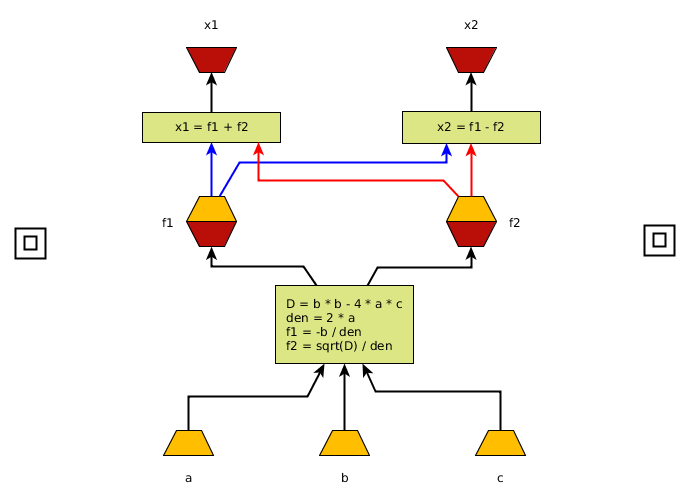 x1
x2
x1 = f1 + f2
x2 = f1 - f2
f1
f2
D = b * b - 4 * a * c
den = 2 * a
f1 = -b / den
f2 = sqrt(D) / den
a
b
c